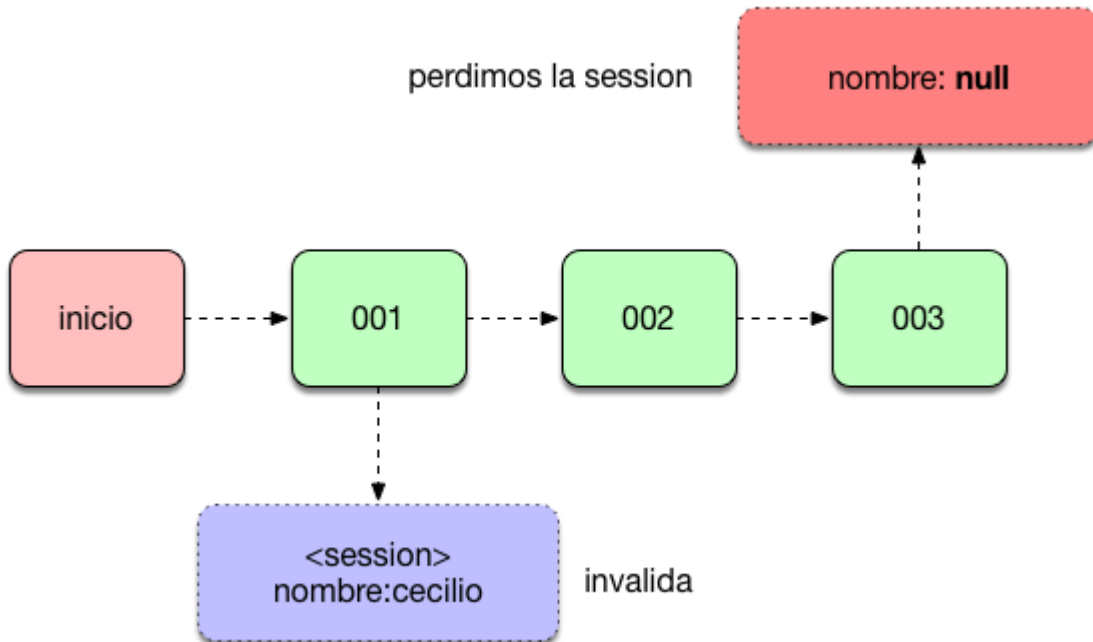 perdimos la session
nombre: null
inicio
001
002
003
<session>
nombre:cecilio
invalida